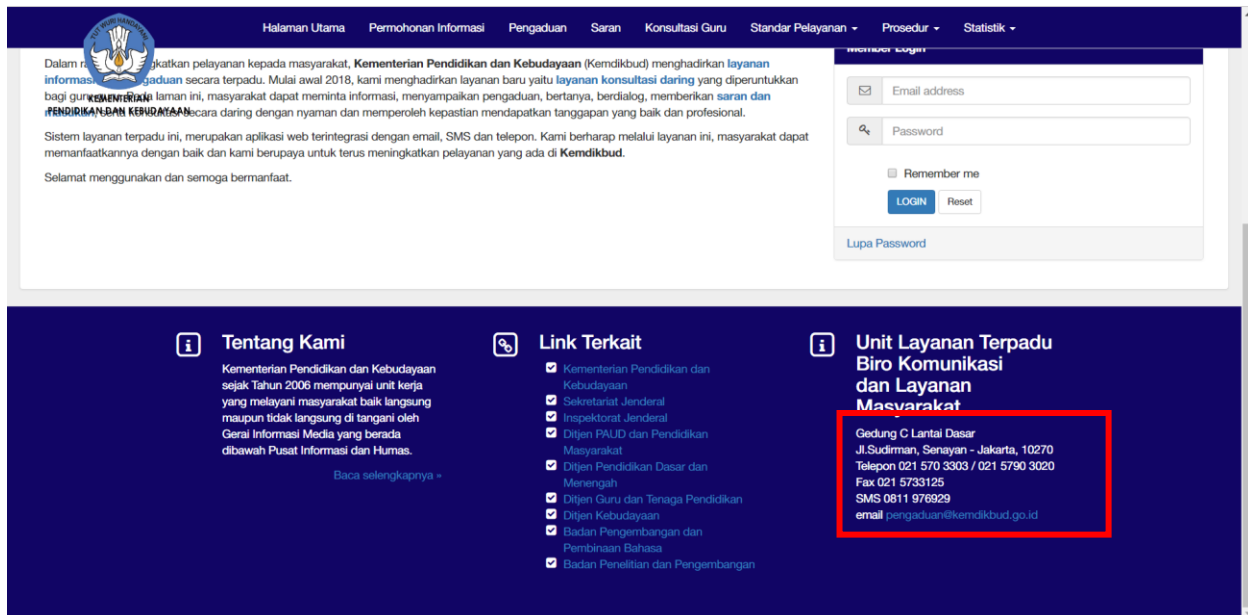 Halaman Utama Permohonan Informasi Pengaduan Saran Konsultasi Guru Standar Pelayanan Prosedur Statistik
TUT WURI HANDAYANI
KEMENTERIAN
PENDIDIKAN DAN KEBUDAYAAN
Dalam gkatkan pelayanan kepada masyarakat, Kementerian Pendidikan dan Kebudayaan (Kemdikbud) menghadirkan layanan
informasi gaduan secara terpadu. Mulai awal 2018, kami menghadirkan layanan baru yaitu layanan konsultasi daring yang diperuntukkan
bagi guru laman ini, masyarakat dapat meminta informasi, menyampaikan pengaduan, bertanya, berdialog, memberikan saran dan
secara daring dengan nyaman dan memperoleh kepastian mendapatkan tanggapan yang baik dan profesional.
Sistem layanan terpadu ini, merupakan aplikasi web terintegrasi dengan email, SMS dan telepon. Kami berharap melalui layanan ini, masyarakat dapat
memanfaatkannya dengan baik dan kami berupaya untuk terus meningkatkan pelayanan yang ada di Kemdikbud.
Selamat menggunakan dan semoga bermanfaat.
Member Login
Email address
Password
Remember me
LOGIN Reset
Lupa Password
Tentang Kami
Kementerian Pendidikan dan Kebudayaan
sejak Tahun 2006 mempunyai unit kerja
yang melayani masyarakat baik langsung
maupun tidak langsung di tangani oleh
Gerai Informasi Media yang berada
dibawah Pusat Informasi dan Humas.
Baca selengkapnya »
Link Terkait
Kementerian Pendidikan dan
Kebudayaan
Sekretariat Jenderal
Inspektorat Jenderal
Ditjen PAUD dan Pendidikan
Masyarakat
Ditjen Pendidikan Dasar dan
Menengah
Ditjen Guru dan Tenaga Pendidikan
Ditjen Kebudayaan
Badan Pengembangan dan
Pembinaan Bahasa
Badan Penelitian dan Pengembangan
Unit Layanan Terpadu
Biro Komunikasi
dan Layanan
Masyarakat
Gedung C Lantai Dasar
Jl.Sudirman, Senayan - Jakarta, 10270
Telepon 021 570 3303 / 021 5790 3020
Fax 021 5733125
SMS 0811 976929
email pengaduan@kemdikbud.go.id